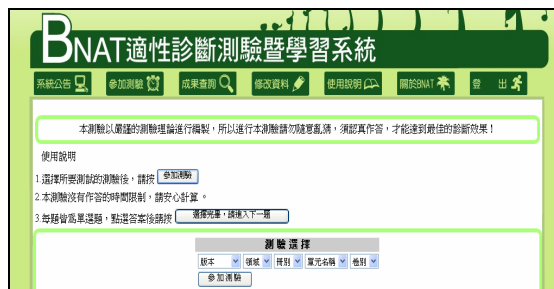 BNAT適性診斷測驗暨學習系統
系統公告 參加測驗 成果查詢 修改資料 使用說明 關於BNAT 登 出
本測驗以嚴謹的測驗理論進行編製，所以進行本測驗請勿隨意亂猜，須認真作答，才能達到最佳的診斷效果！
使用說明
1.選擇所要測試的測驗後，請按 參加測驗
2.本測驗沒有作答的時間限制，請安心計算。
3.每題皆為單選題，點選答案後請按 選擇完畢，請進入下一題
測驗選擇
版本 領域 冊別 單元名稱 卷別
參加測驗